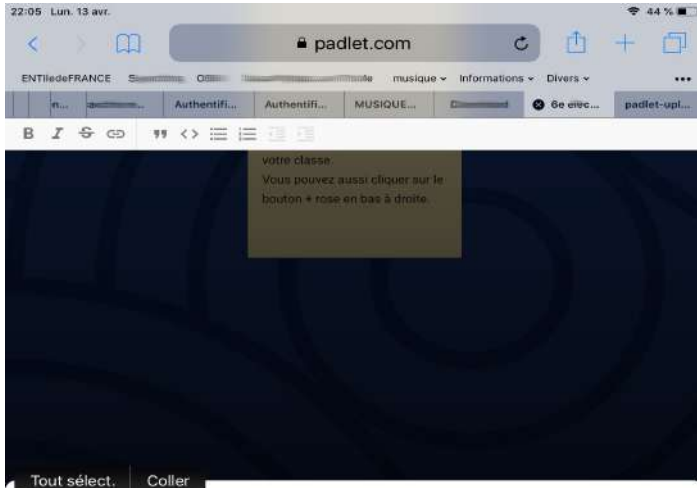 22:05 Lun. 13 avr. 44 %
padlet.com
ENTIledeFRANCE musique Informations Divers
n... Authentifi... Authentifi... MUSIQUE... 6e padlet-upl...
B I S
votre classe.
Vous pouvez aussi cliquer sur le
bouton + rose en bas à droite.
Tout sélect. Coller